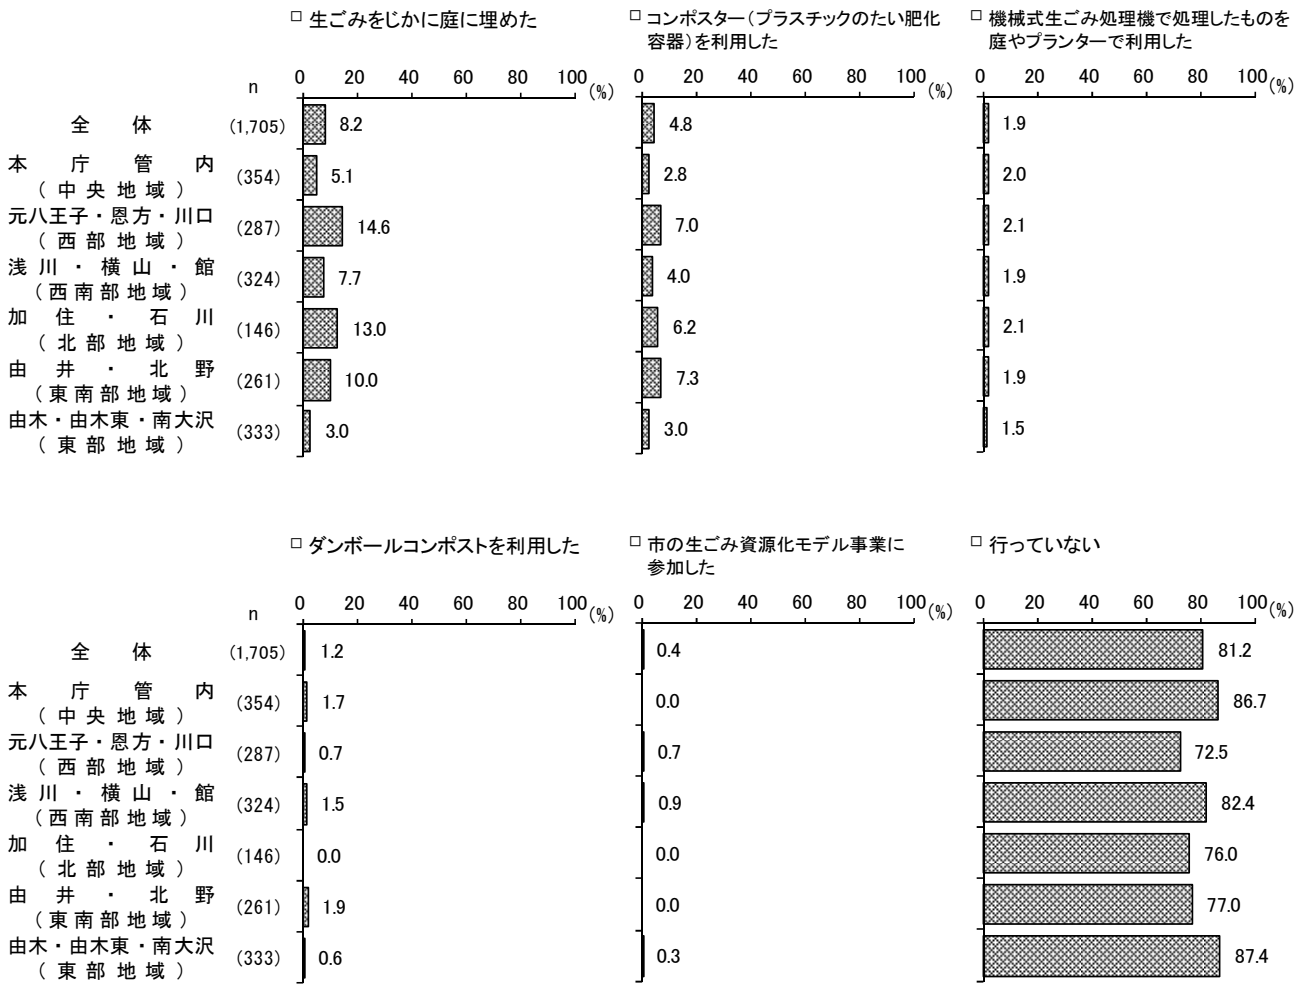 □ 生ごみをじかに庭に埋めた
□ コンポスター(プラスチックのたい肥化
容器)を利用した
□ 機械式生ごみ処理機で処理したものを
庭やプランターで利用した
n 0 20 40 60 80 100 (%) 0 20 40 60 80 100 (%) 0 20 40 60 80 100 (%)
全体 (1,705) 8.2 4.8 1.9
本庁管内
(中央地域) (354) 5.1 2.8 2.0
元八王子・恩方・川口
(西部地域) (287) 14.6 7.0 2.1
浅川・横山・館
(西南部地域) (324) 7.7 4.0 1.9
加住・石川
(北部地域) (146) 13.0 6.2 2.1
由井・北野
(東南部地域) (261) 10.0 7.3 1.9
由木・由木東・南大沢
(東部地域) (333) 3.0 3.0 1.5
□ ダンボールコンポストを利用した
□ 市の生ごみ資源化モデル事業に
参加した
□ 行っていない
n 0 20 40 60 80 100 (%) 0 20 40 60 80 100 (%) 0 20 40 60 80 100 (%)
全体 (1,705) 1.2 0.4 81.2
本庁管内
(中央地域) (354) 1.7 0.0 86.7
元八王子・恩方・川口
(西部地域) (287) 0.7 0.7 72.5
浅川・横山・館
(西南部地域) (324) 1.5 0.9 82.4
加住・石川
(北部地域) (146) 0.0 0.0 76.0
由井・北野
(東南部地域) (261) 1.9 0.0 77.0
由木・由木東・南大沢
(東部地域) (333) 0.6 0.3 87.4